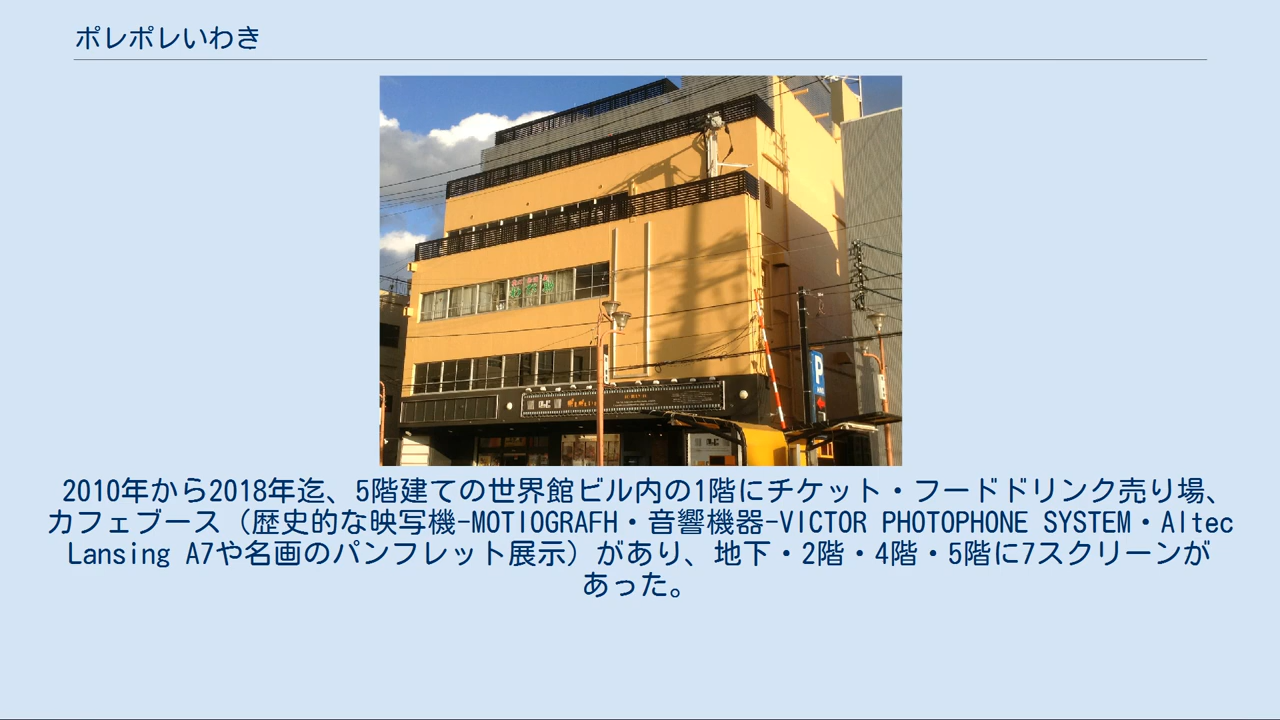 ポレポレいわき
P
2010年から2018年迄、5階建ての世界館ビル内の1階にチケット・フードドリンク売り場、
カフェブース（歴史的な映写機-MOTIOGRAFH・音響機器-VICTOR PHOTOPHONE SYSTEM・Altec
Lansing A7や名画のパンフレット展示）があり、地下・2階・4階・5階に7スクリーンが
あった。